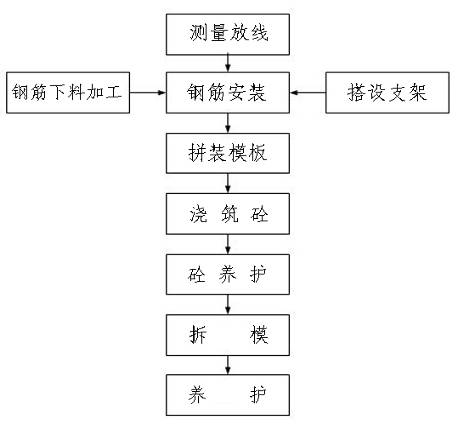 测量放线
钢筋下料加工
钢筋安装
搭设支架
拼装模板
浇筑砼
砼养护
拆模
养护